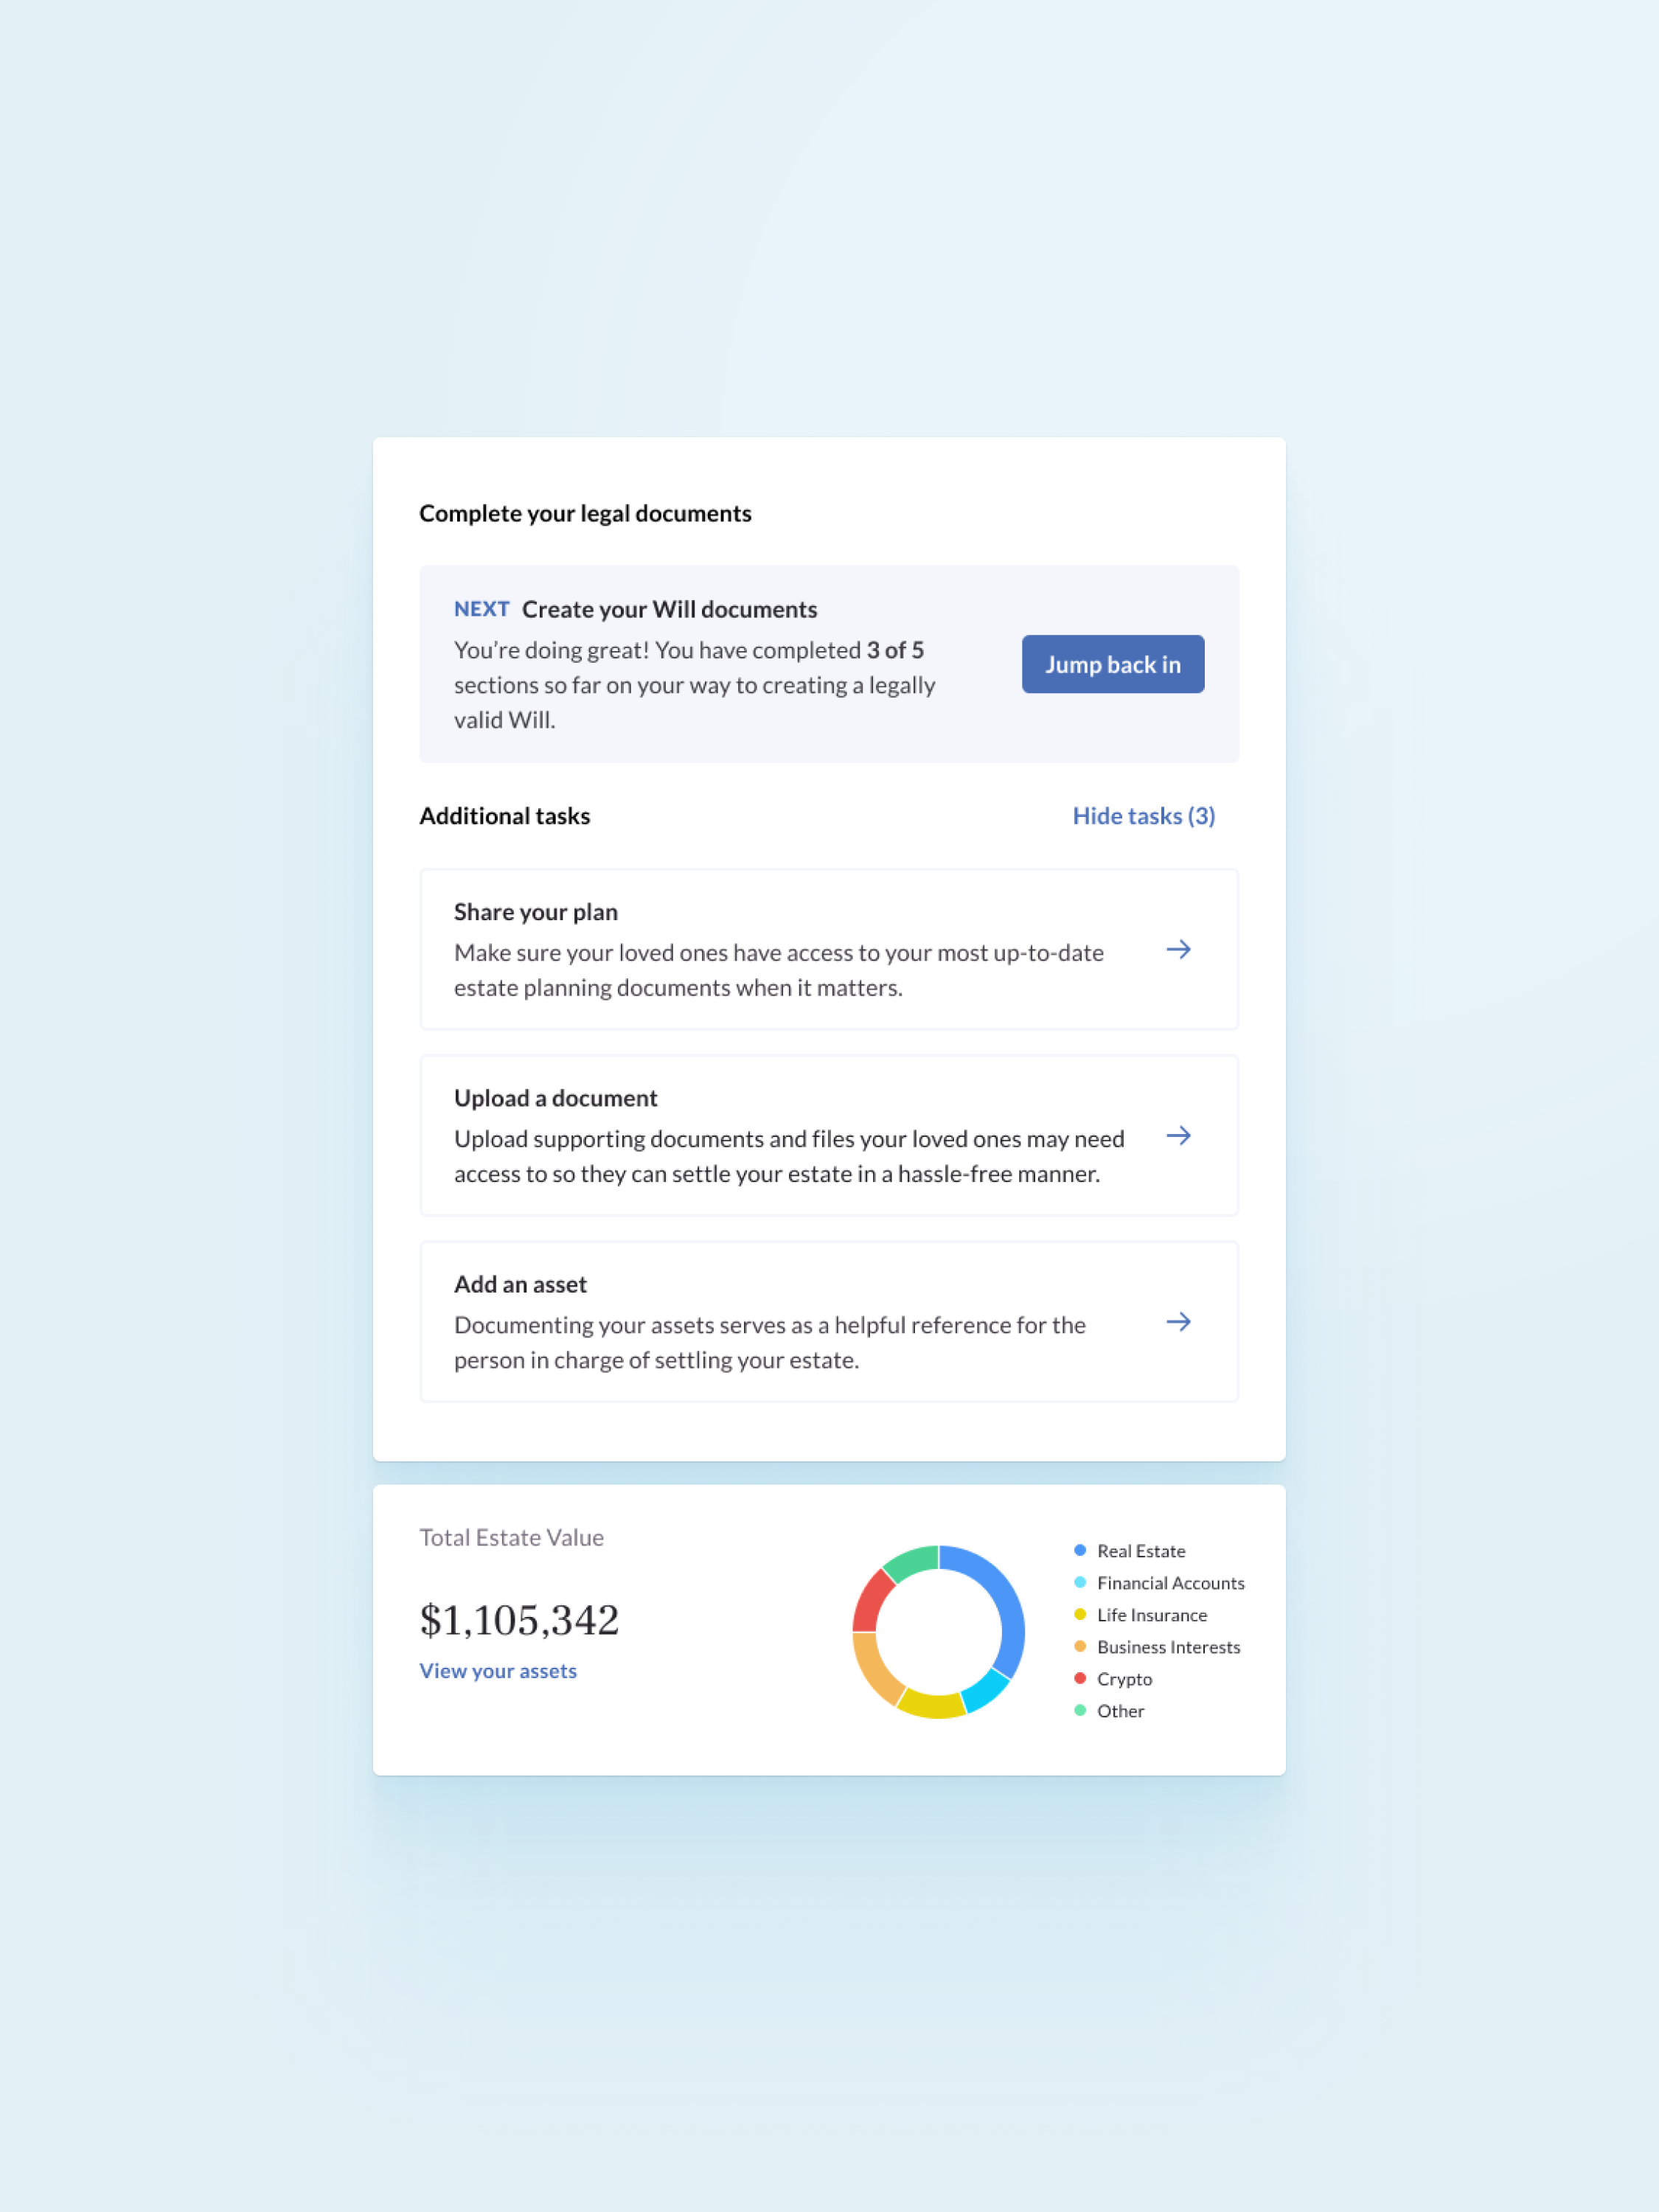 Complete your legal documents
NEXT Create your Will documents
You’re doing great! You have completed 3 of 5
sections so far on your way to creating a legally
valid Will.
Jump back in
Additional tasks
Hide tasks (3)
Share your plan
Make sure your loved ones have access to your most up-to-date
estate planning documents when it matters.
Upload a document
Upload supporting documents and files your loved ones may need
access to so they can settle your estate in a hassle-free manner.
Add an asset
Documenting your assets serves as a helpful reference for the
person in charge of settling your estate.
Total Estate Value
$1,105,342
View your assets
Real Estate
Financial Accounts
Life Insurance
Business Interests
Crypto
Other